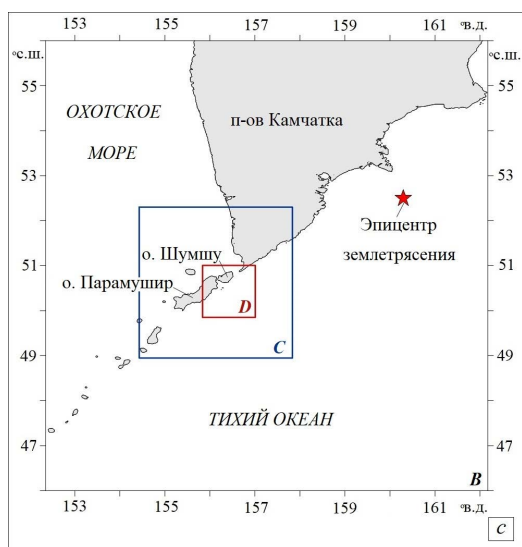 153 155 157 159 161 °в.д.
°с.ш. °с.ш.
55 55
ОХОТСКОЕ
МОРЕ
п-ов Камчатка
53 53
Эпицентр
землетрясения
о. Шумшу
51 51
о. Парамушир
D
C
49 49
ТИХИЙ ОКЕАН
47 47
B
153 155 157 159 161 °в.д.
c